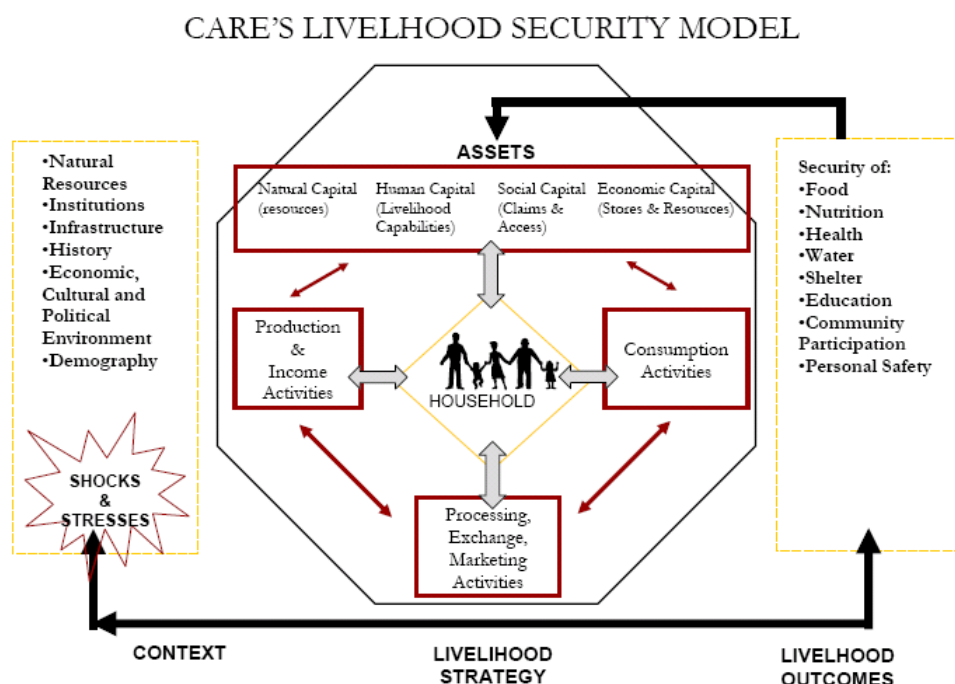 CARE'S LIVELHOOD SECURITY MODEL
•Natural
Resources
•Institutions
•Infrastructure
•History
•Economic,
Cultural and
Political
Environment
•Demography
SHOCKS
&
STRESSES
ASSETS
Natural Capital
(resources)
Human Capital
(Livelihood
Capabilities)
Social Capital
(Claims &
Access)
Economic Capital
(Stores & Resources)
Production
&
Income
Activities
HOUSEHOLD
Consumption
Activities
Processing,
Exchange,
Marketing
Activities
Security of:
•Food
•Nutrition
•Health
•Water
•Shelter
•Education
•Community
Participation
•Personal Safety
CONTEXT
LIVELIHOOD
STRATEGY
LIVELHOOD
OUTCOMES